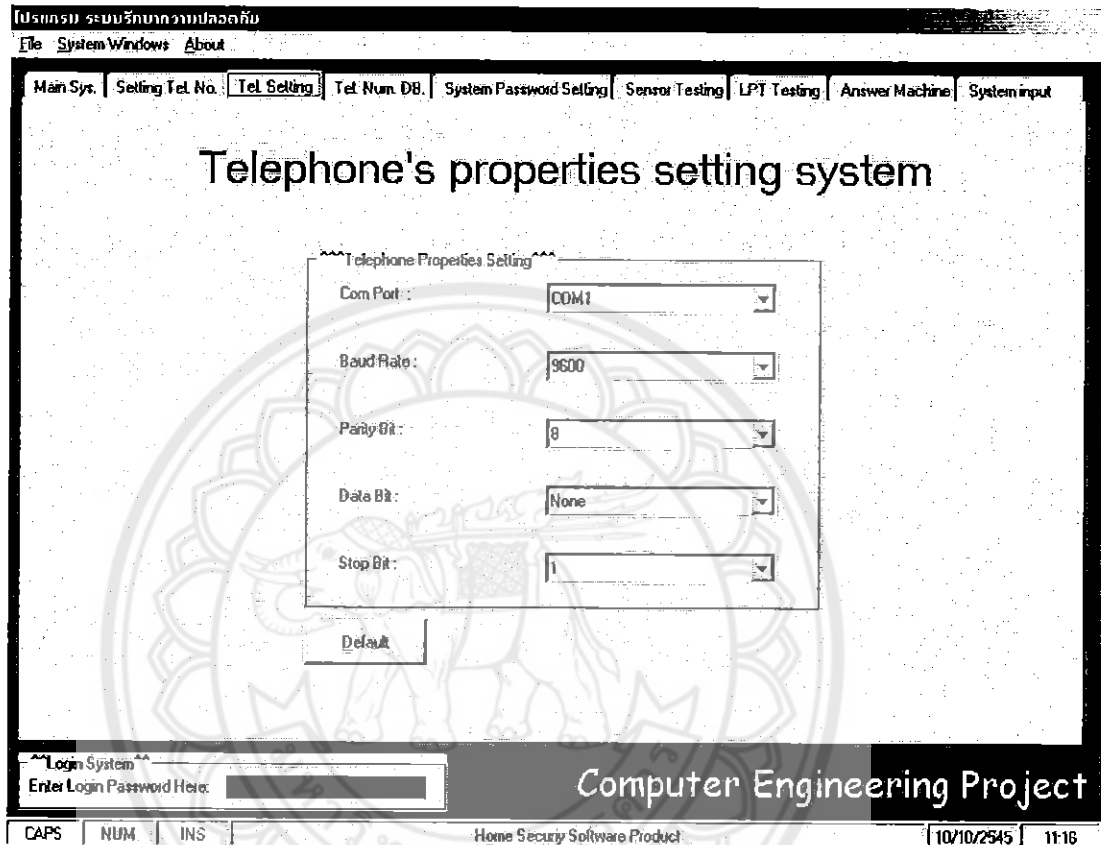 โปรแกรม ระบบรักษาความปลอดภัย
File System Windows About
Main Sys. Setting Tel. No. Tel. Setting Tel. Num. DB. System Password Setting Sensor Testing LPT Testing Answer Machine System input
Telephone's properties setting system
^^^Telephone Properties Setting^^^
Com Port : COM1
Baud Rate : 9600
Parity Bit : 8
Data Bit : None
Stop Bit : 1
Default
^^Login System^^
Enter Login Password Here:
Computer Engineering Project
CAPS NUM INS Home Securiy Software Product 10/10/2545 11:16